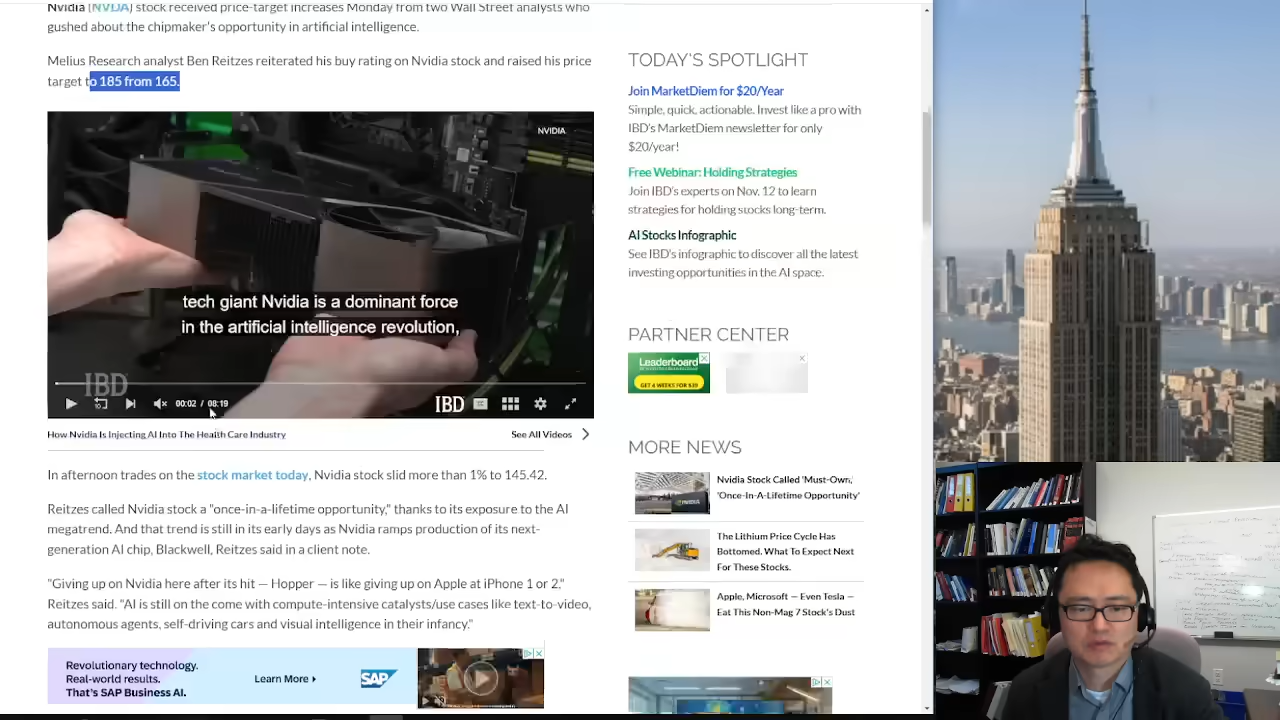 Nvidia (NVDA) stock received price-target increases Monday from two Wall Street analysts who
gushed about the chipmaker's opportunity in artificial intelligence.
Melius Research analyst Ben Reitzes reiterated his buy rating on Nvidia stock and raised his price
target to 185 from 165.
NVIDIA
tech giant Nvidia is a dominant force
in the artificial intelligence revolution,
IBD
00:02 / 08:19
IBD
How Nvidia Is Injecting AI Into The Health Care Industry
See All Videos
In afternoon trades on the stock market today, Nvidia stock slid more than 1% to 145.42.
Reitzes called Nvidia stock a "once-in-a-lifetime opportunity," thanks to its exposure to the AI
megatrend. And that trend is still in its early days as Nvidia ramps production of its next-
generation AI chip, Blackwell, Reitzes said in a client note.
"Giving up on Nvidia here after its hit — Hopper — is like giving up on Apple at iPhone 1 or 2,"
Reitzes said. "AI is still on the come with compute-intensive catalysts/use cases like text-to-video,
autonomous agents, self-driving cars and visual intelligence in their infancy."
Revolutionary technology.
Real-world results.
That's SAP Business AI.
Learn More
SAP
TODAY'S SPOTLIGHT
Join MarketDiem for $20/Year
Simple, quick, actionable. Invest like a pro with
IBD's MarketDiem newsletter for only
$20/year!
Free Webinar: Holding Strategies
Join IBD's experts on Nov. 12 to learn
strategies for holding stocks long-term.
AI Stocks Infographic
See IBD's infographic to discover all the latest
investing opportunities in the AI space.
PARTNER CENTER
Leaderboard
GET 4 WEEKS FOR $39
MORE NEWS
Nvidia Stock Called 'Must-Own,'
'Once-In-A-Lifetime Opportunity'
The Lithium Price Cycle Has
Bottomed. What To Expect Next
For These Stocks.
Apple, Microsoft — Even Tesla —
Eat This Non-Mag 7 Stock's Dust